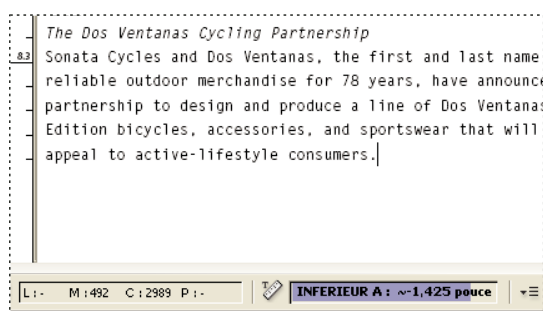 The Dos Ventanas Cycling Partnership
8.3 Sonata Cycles and Dos Ventanas, the first and last name
reliable outdoor merchandise for 78 years, have announce
partnership to design and produce a line of Dos Ventanas
Edition bicycles, accessories, and sportswear that will
appeal to active-lifestyle consumers.
L:- M:492 C:2989 P:- INFERIEUR A : ~-1,425 pouce